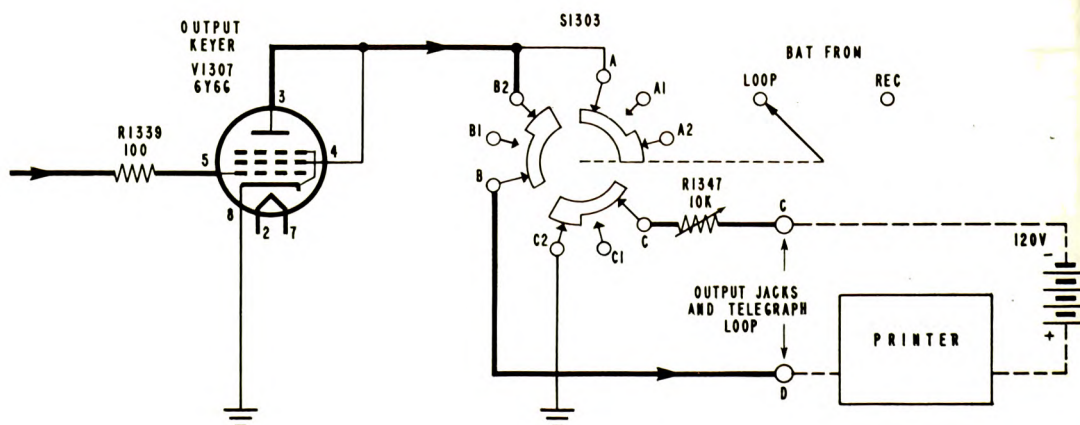 OUTPUT
KEYER
V1307
6Y6G
3
R1339
100
5
4
8
2
7
S1303
B2
B1
B
A
A1
A2
BAT FROM
LOOP
REC
R1347
10K
C
C2
C1
C
120V
-
+
OUTPUT JACKS
AND TELEGRAPH
LOOP
PRINTER
D